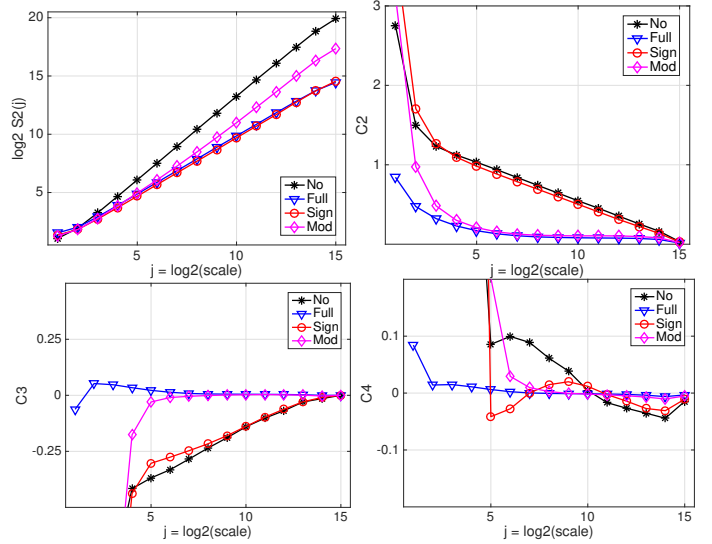 20
15
10
5
log2 S2(j)
No
Full
Sign
Mod
5
10
15
j = log2(scale)
3
2
1
C2
No
Full
Sign
Mod
5
10
15
j = log2(scale)
0.25
0
-0.25
C3
No
Full
Sign
Mod
5
10
15
j = log2(scale)
0.1
0
-0.1
C4
No
Full
Sign
Mod
5
10
15
j = log2(scale)